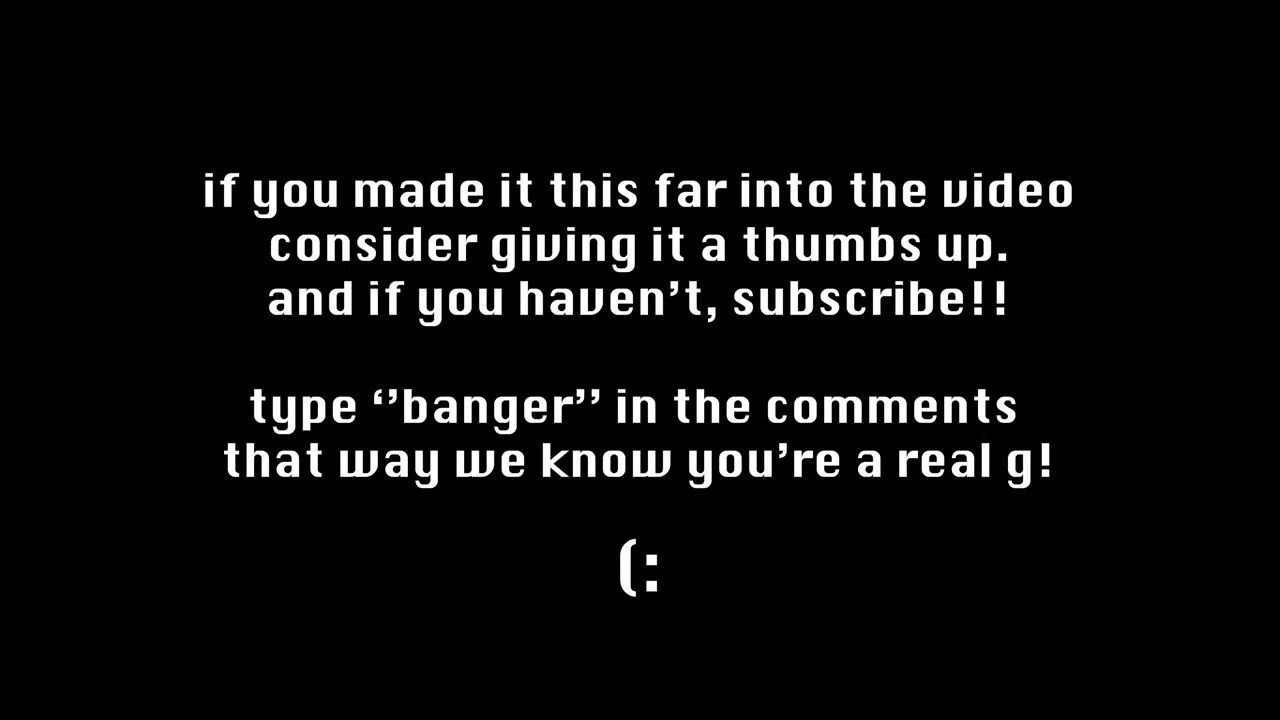 if you made it this far into the video
consider giving it a thumbs up.
and if you haven’t, subscribe!!
type ‘’banger’’ in the comments
that way we know you’re a real g!
(: